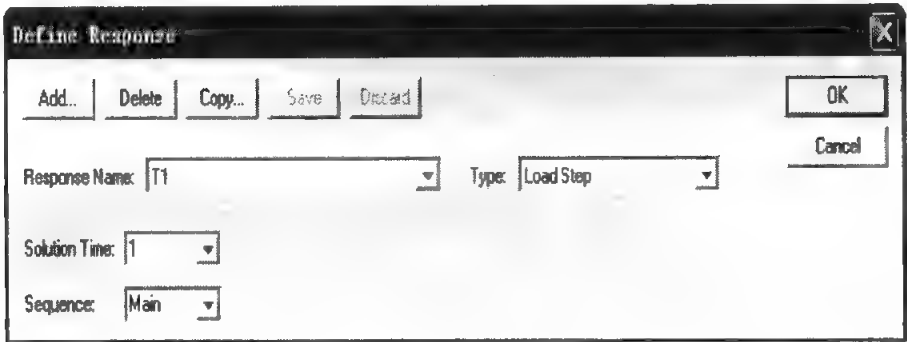 Define Response
Add... Delete Copy... Save Discard OK
Cancel
Response Name: T1 Type: Load Step
Solution Time: 1
Sequence: Main